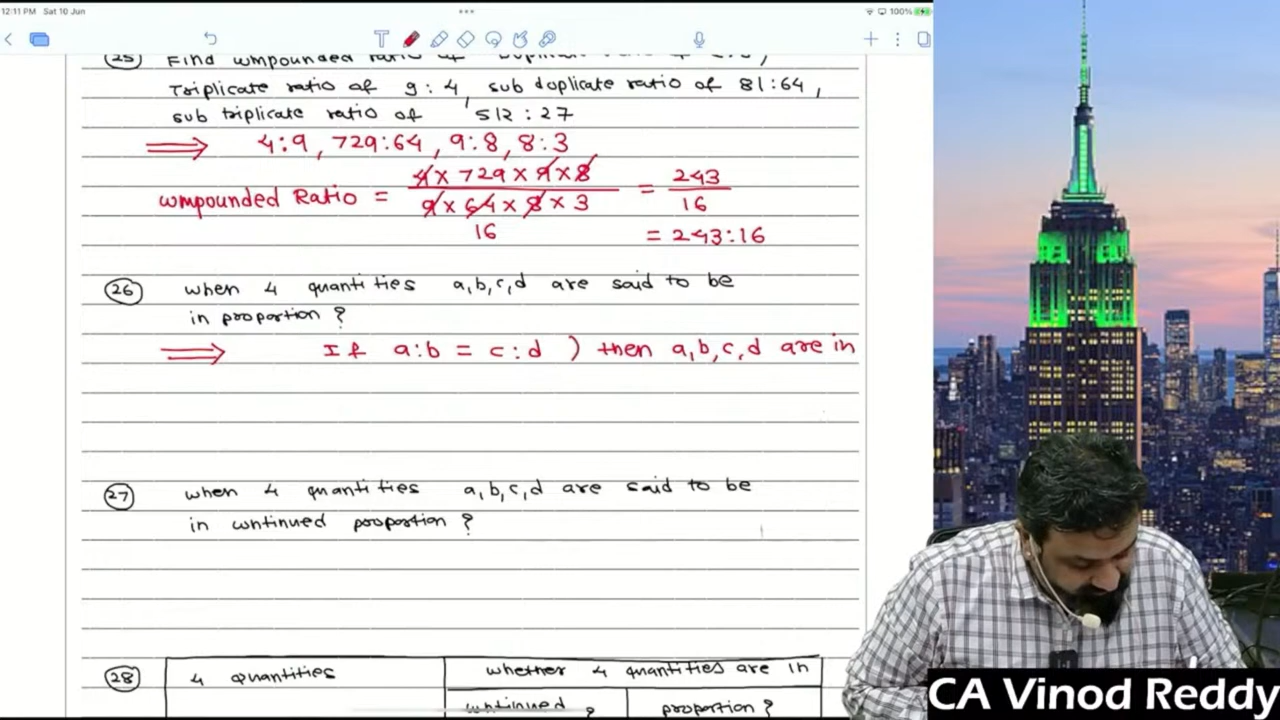 12:11 PM Sat 10 Jun
100%
25 Find compounded ratio of
Triplicate ratio of 9 : 4, sub duplicate ratio of 81 : 64,
sub triplicate ratio of 512 : 27
⟹ 4:9, 729:64, 9:8, 8:3
compounded Ratio = 4 × 729 × 9 × 8 / 9 × 64 × 8 × 3 = 243 / 16
16
= 243:16
26 when 4 quantities a,b,c,d are said to be
in proportion ?
⟹ If a:b = c:d ) then a,b,c,d are in
27 when 4 quantities a,b,c,d are said to be
in continued proportion ?
28 4 quantities whether 4 quantities are in
continued ? proportion ?
CA Vinod Reddy